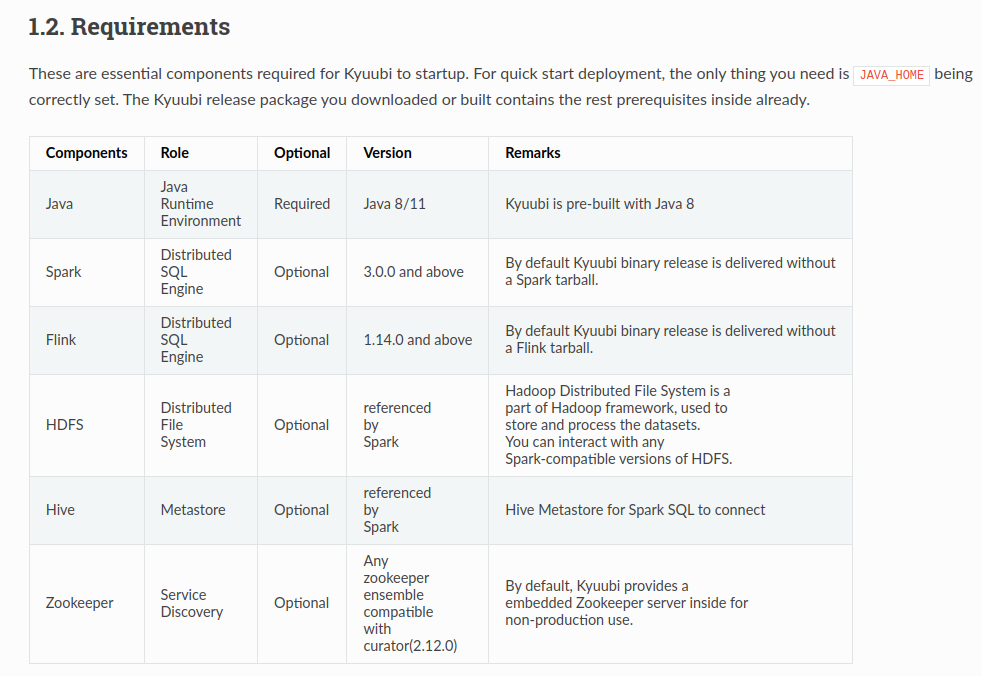 1.2. Requirements
These are essential components required for Kyuubi to startup. For quick start deployment, the only thing you need is JAVA_HOME being
correctly set. The Kyuubi release package you downloaded or built contains the rest prerequisites inside already.
Components Role Optional Version Remarks
Java
Java
Runtime
Environment
Required
Java 8/11
Kyuubi is pre-built with Java 8
Spark
Distributed
SQL
Engine
Optional
3.0.0 and above
By default Kyuubi binary release is delivered without
a Spark tarball.
Flink
Distributed
SQL
Engine
Optional
1.14.0 and above
By default Kyuubi binary release is delivered without
a Flink tarball.
HDFS
Distributed
File
System
Optional
referenced
by
Spark
Hadoop Distributed File System is a
part of Hadoop framework, used to
store and process the datasets.
You can interact with any
Spark-compatible versions of HDFS.
Hive
Metastore
Optional
referenced
by
Spark
Hive Metastore for Spark SQL to connect
Zookeeper
Service
Discovery
Optional
Any
zookeeper
ensemble
compatible
with
curator(2.12.0)
By default, Kyuubi provides a
embedded Zookeeper server inside for
non-production use.